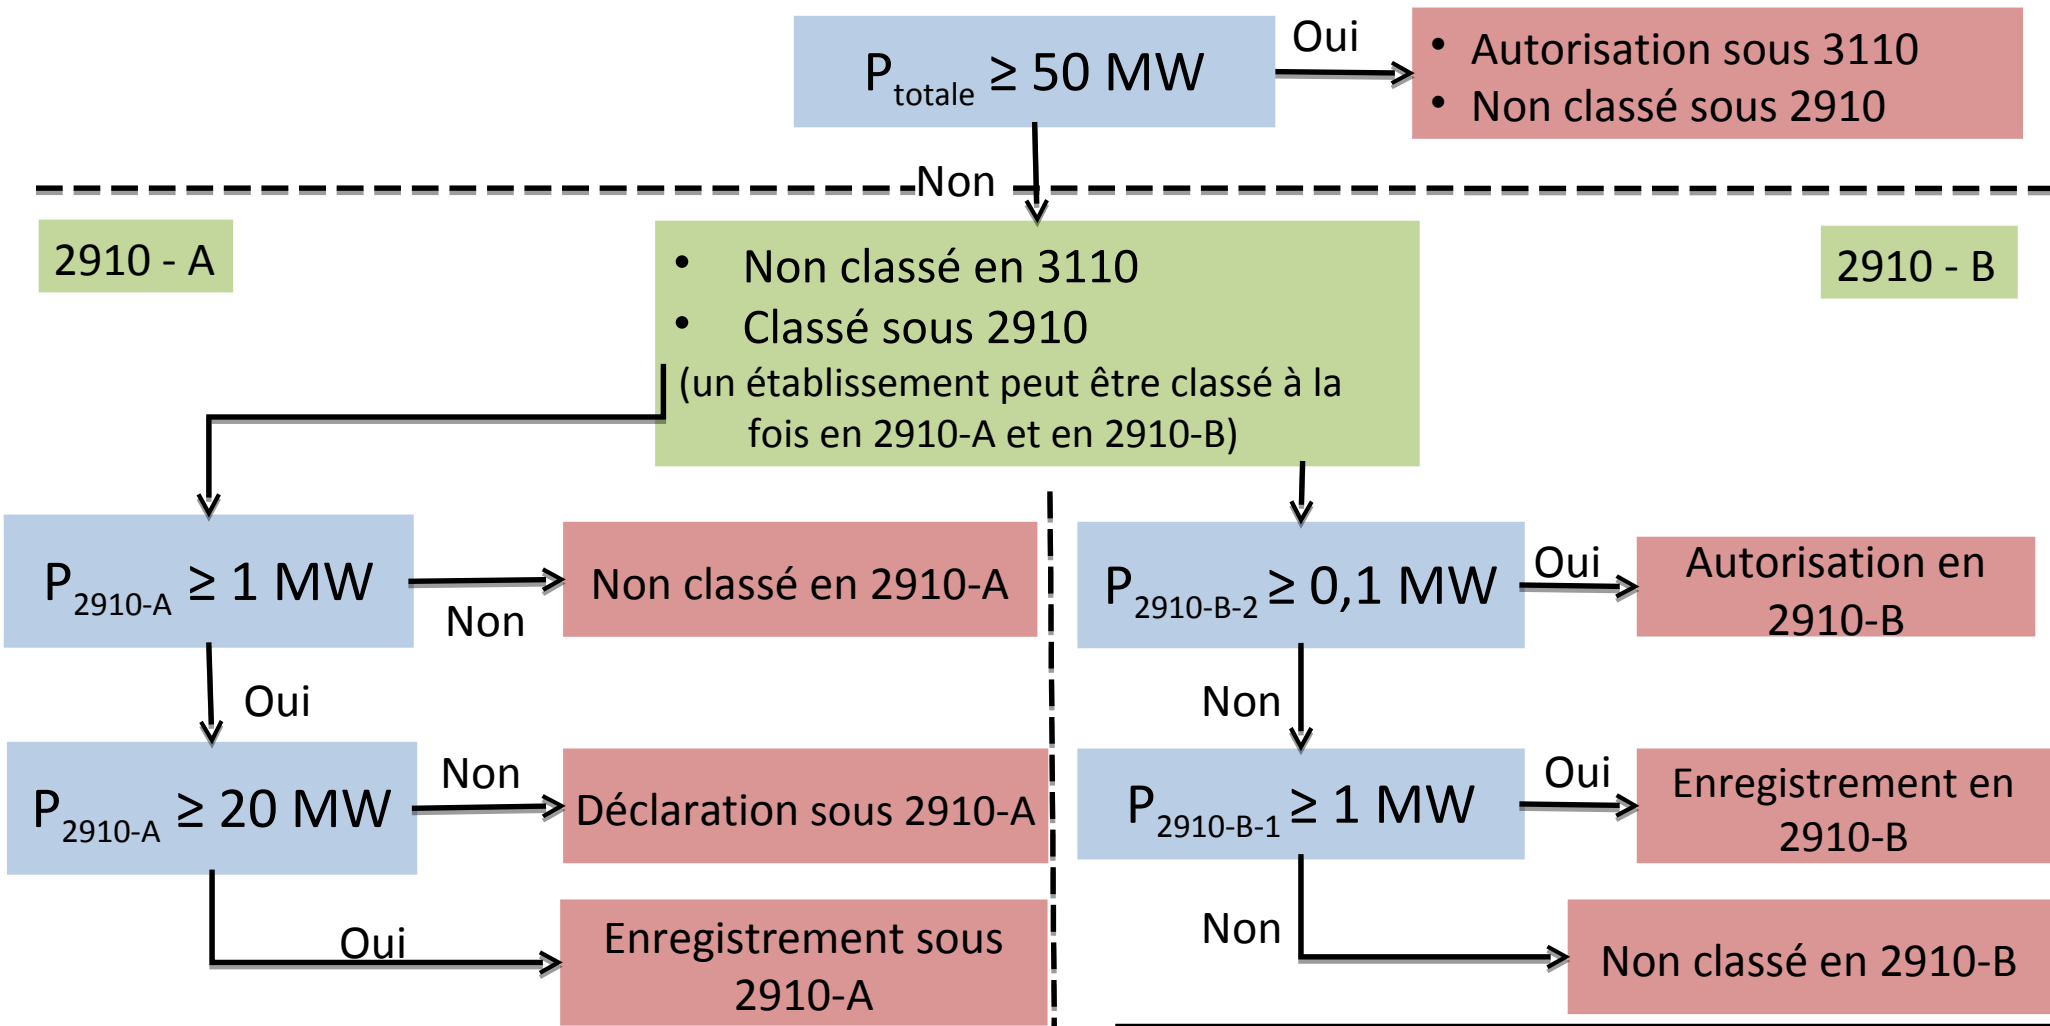 P totale ≥ 50 MW
Oui
• Autorisation sous 3110
• Non classé sous 2910
Non
2910 - A
• Non classé en 3110
• Classé sous 2910
(un établissement peut être classé à la
fois en 2910-A et en 2910-B)
2910 - B
P 2910-A ≥ 1 MW
Non
Non classé en 2910-A
Oui
P 2910-A ≥ 20 MW
Non
Déclaration sous 2910-A
Oui
Enregistrement sous
2910-A
P 2910-B-2 ≥ 0,1 MW
Oui
Autorisation en
2910-B
Non
P 2910-B-1 ≥ 1 MW
Oui
Enregistrement en
2910-B
Non
Non classé en 2910-B